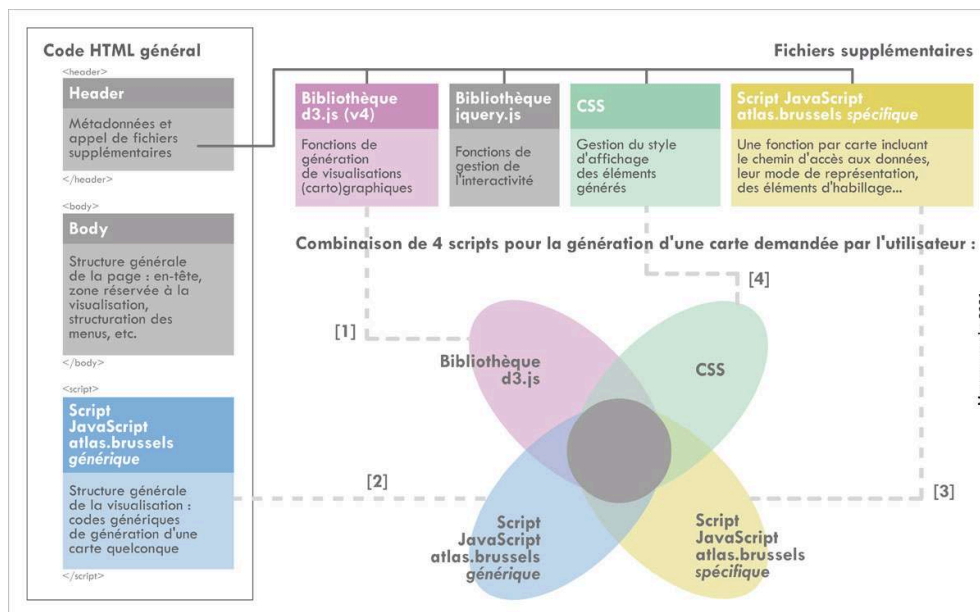 Code HTML général
<header>
Header
Métadonnées et
appel de fichiers
supplémentaires
</header>
<body>
Body
Structure générale
de la page : en-tête,
zone réservée à la
visualisation,
structuration des
menus, etc.
</body>
<script>
Script
JavaScript
atlas.brussels
générique
Structure générale
de la visualisation :
codes génériques
de génération d'une
carte quelconque
</script>
Fichiers supplémentaires
Bibliothèque
d3.js (v4)
Fonctions de
génération
de visualisations
(carto)graphiques
Bibliothèque
jquery.js
Fonctions de
gestion de
l'interactivité
CSS
Gestion du style
d'affichage
des éléments
générés
Script JavaScript
atlas.brussels spécifique
Une fonction par carte incluant
le chemin d'accès aux données,
leur mode de représentation,
des éléments d'habillage...
Combinaison de 4 scripts pour la génération d'une carte demandée par l'utilisateur :
[4]
[1]
Bibliothèque
d3.js
CSS
[2]
[3]
Script
JavaScript
atlas.brussels
générique
Script
JavaScript
atlas.brussels
spécifique